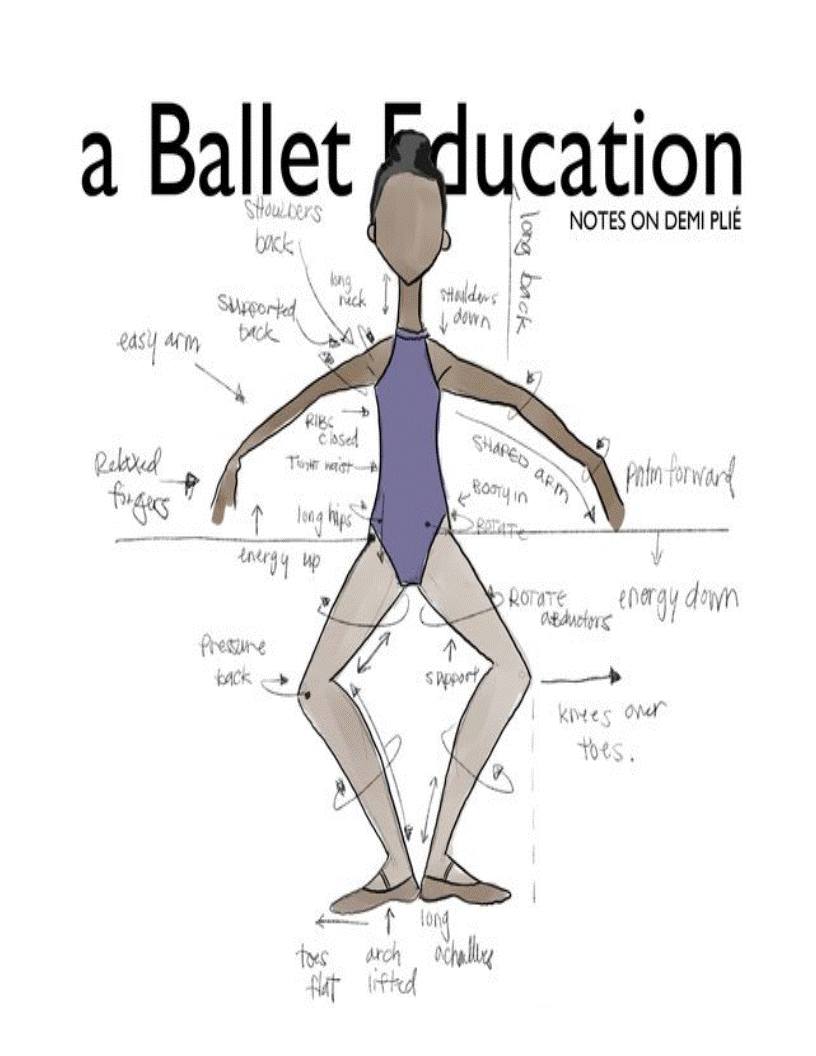 a Ballet Education
NOTES ON DEMI PLIÉ
SHOULDERS
back
long back
long
neck
shoulders
down
Supported
back
easy arm
RIBS
closed
SHAPED ARM
Relaxed
fingers
TIGHT waist
palm forward
BOOTY in
long hips
ROTATE
energy up
energy down
ROTATE
abductors
Pressure
back
support
knees over
toes.
long
toes
flat
arch
lifted